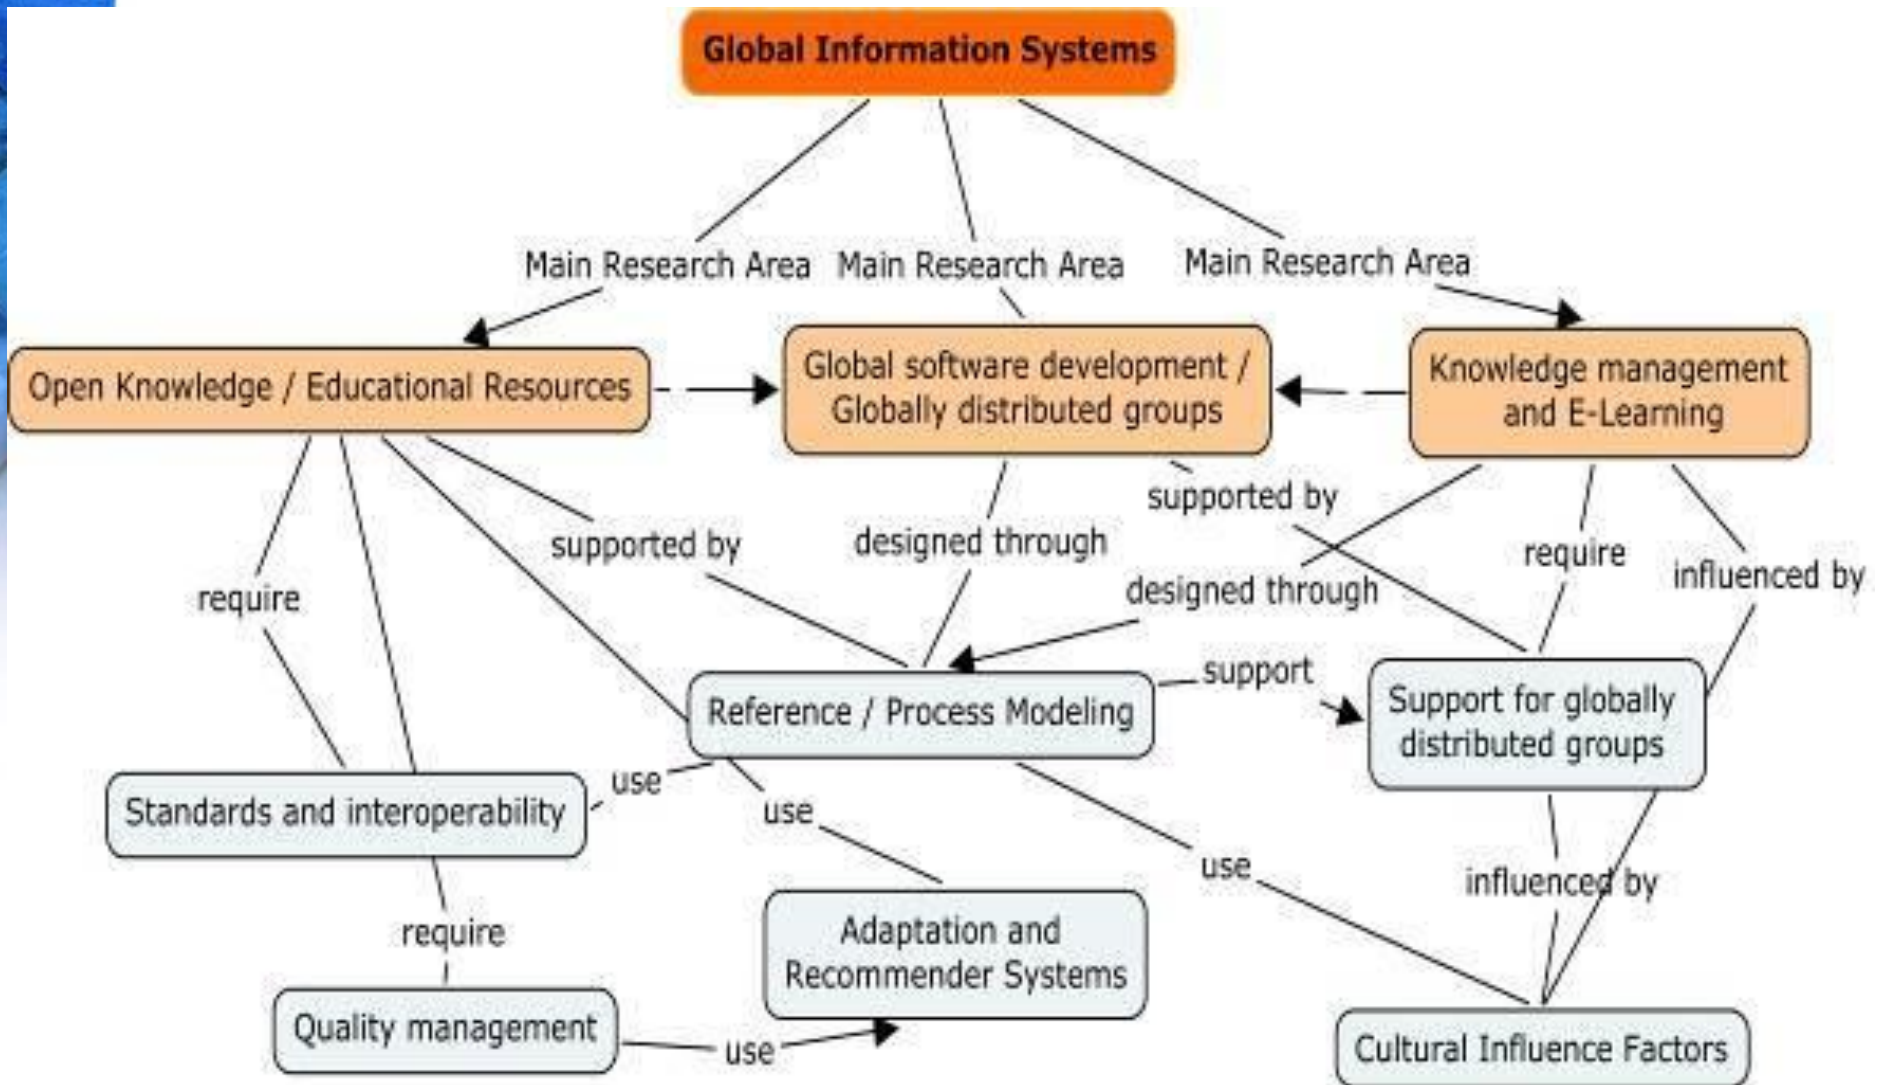 Global Information Systems
Main Research Area
Main Research Area
Main Research Area
Open Knowledge / Educational Resources
Global software development /
Globally distributed groups
Knowledge management
and E-Learning
supported by
supported by
designed through
require
influenced by
require
designed through
support
Reference / Process Modeling
Support for globally
distributed groups
use
use
Standards and interoperability
use
influenced by
require
Adaptation and
Recommender Systems
Quality management
use
Cultural Influence Factors